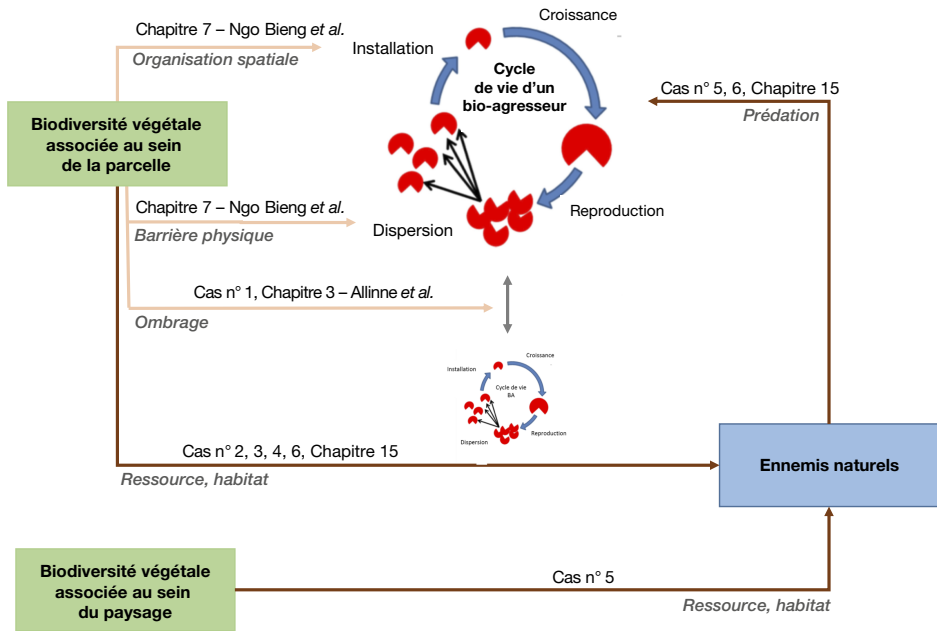 Croissance
Chapitre 7 – Ngo Bieng et al.
Organisation spatiale
Installation
Cycle
de vie d'un
bio-agresseur
Cas n° 5, 6, Chapitre 15
Prédation
Biodiversité végétale
associée au sein
de la parcelle
Chapitre 7 – Ngo Bieng et al.
Barrière physique
Dispersion
Reproduction
Cas n° 1, Chapitre 3 – Allinne et al.
Ombrage
Croissance
Installation
Cycle de vie
BA
Reproduction
Dispersion
Cas n° 2, 3, 4, 6, Chapitre 15
Ressource, habitat
Ennemis naturels
Biodiversité végétale
associée au sein
du paysage
Cas n° 5
Ressource, habitat